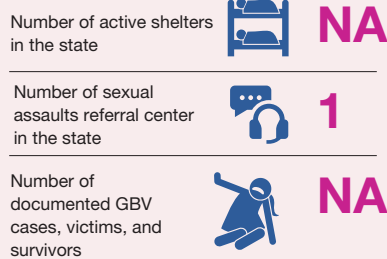 Number of active shelters
in the state
NA
Number of sexual
assaults referral center
in the state
1
Number of
documented GBV
cases, victims, and
survivors
NA